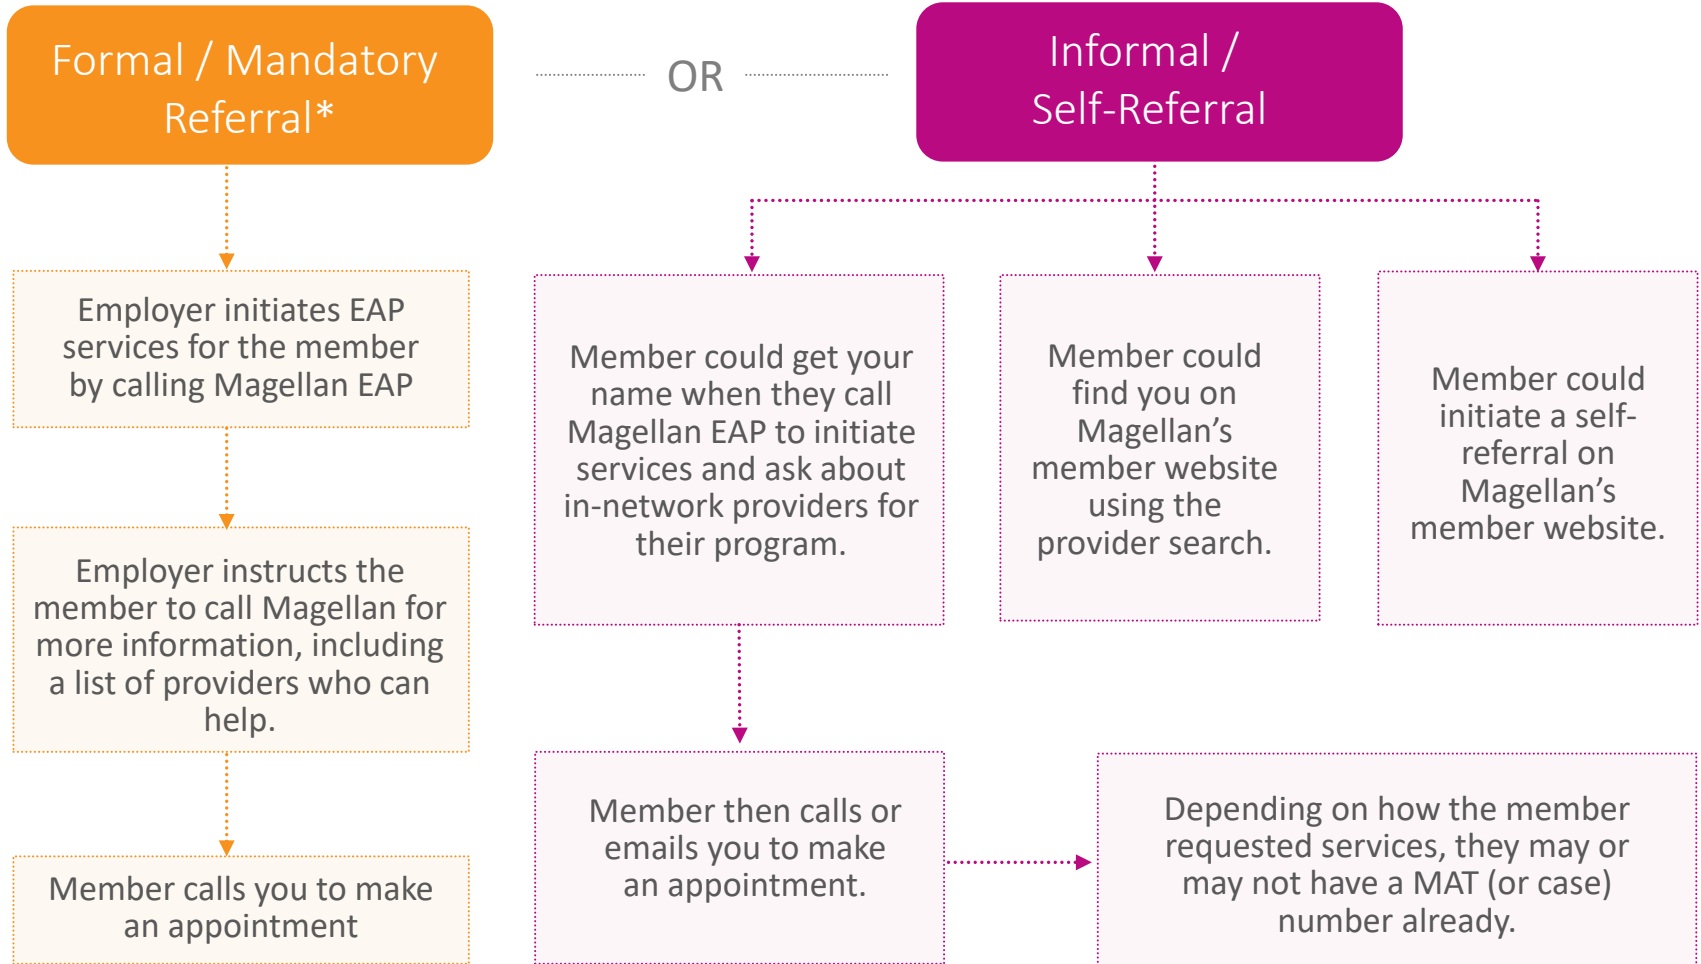 Formal / Mandatory
Referral*
OR
Informal /
Self-Referral
Employer initiates EAP
services for the member
by calling Magellan EAP
Employer instructs the
member to call Magellan for
more information, including
a list of providers who can
help.
Member calls you to make
an appointment
Member could get your
name when they call
Magellan EAP to initiate
services and ask about
in-network providers for
their program.
Member could
find you on
Magellan’s
member website
using the
provider search.
Member could
initiate a self-
referral on
Magellan’s
member website.
Member then calls or
emails you to make
an appointment.
Depending on how the member
requested services, they may or
may not have a MAT (or case)
number already.